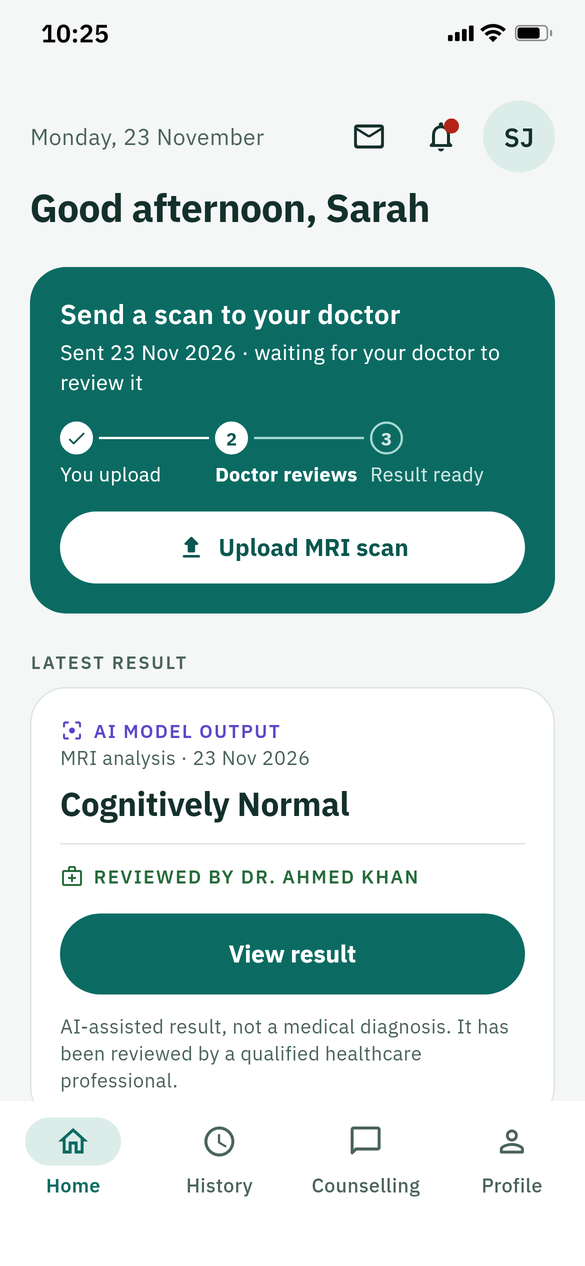 10:25
Monday, 23 November
SJ
Good afternoon, Sarah
Send a scan to your doctor
Sent 23 Nov 2026 · waiting for your doctor to
review it
2
3
You upload
Doctor reviews
Result ready
Upload MRI scan
LATEST RESULT
AI MODEL OUTPUT
MRI analysis · 23 Nov 2026
Cognitively Normal
REVIEWED BY DR. AHMED KHAN
View result
AI-assisted result, not a medical diagnosis. It has
been reviewed by a qualified healthcare
professional.
Home
History
Counselling
Profile